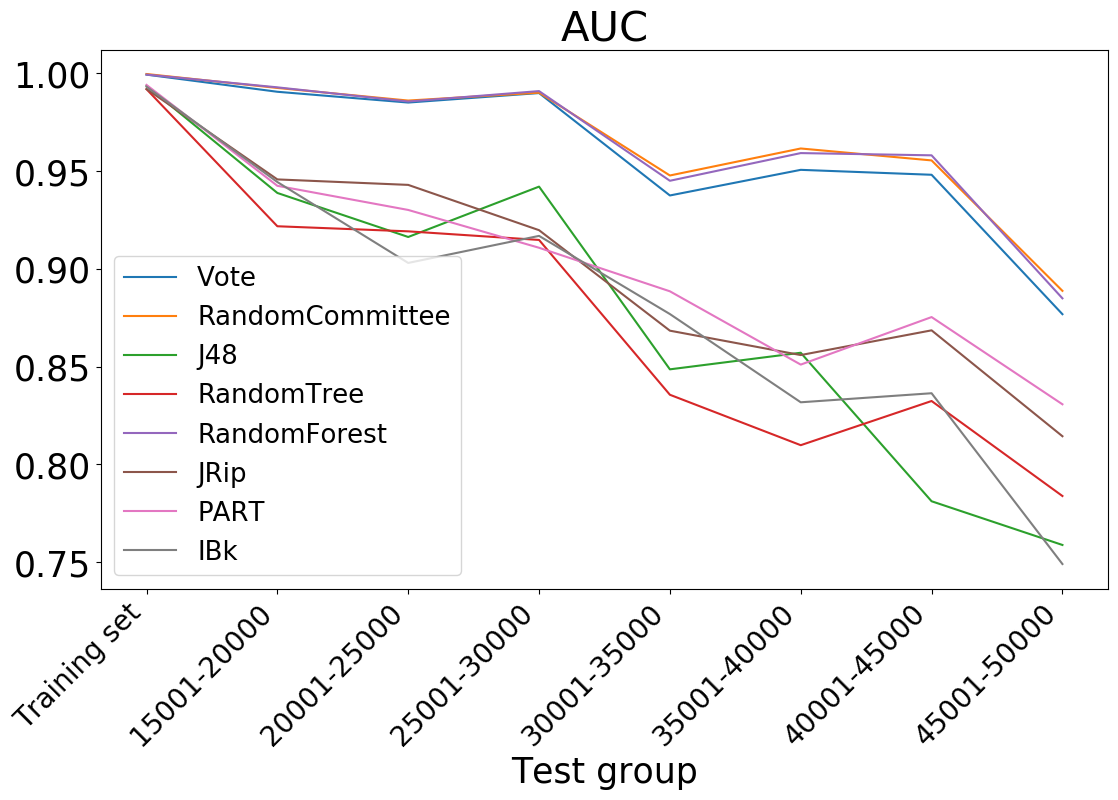 AUC
1.00
0.95
0.90
0.85
0.80
0.75
Vote
RandomCommittee
J48
RandomTree
RandomForest
JRip
PART
IBk
Training set
15001-20000
20001-25000
25001-30000
30001-35000
35001-40000
40001-45000
45001-50000
Test group